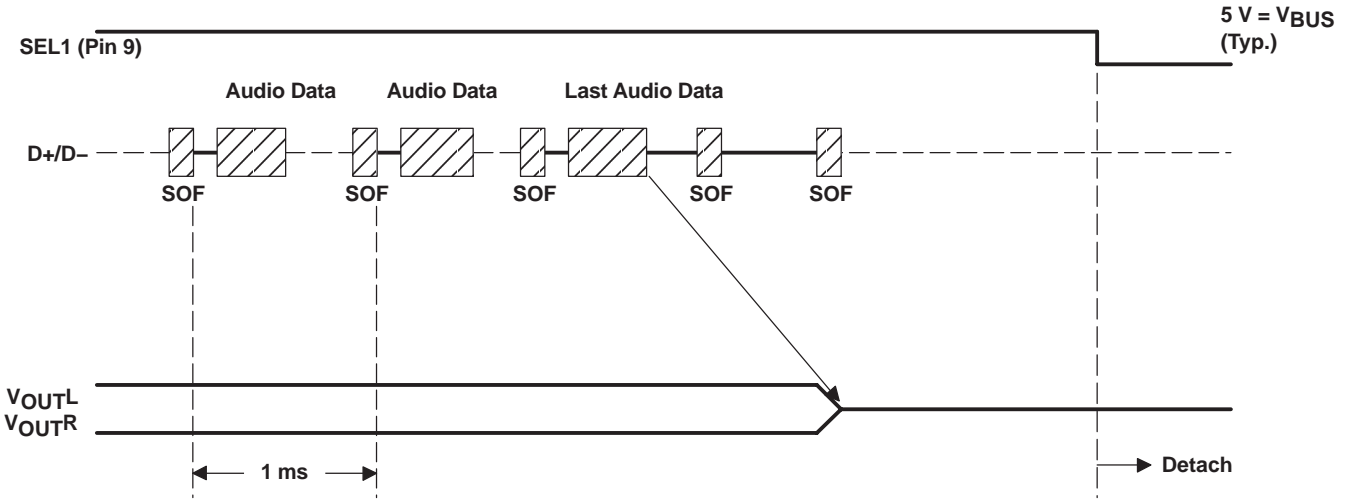 5 V = VBUS
(Typ.)
SEL1 (Pin 9)
Audio Data Audio Data Last Audio Data
D+/D–
SOF SOF SOF SOF SOF
VOUTL
VOUTR
1 ms
Detach